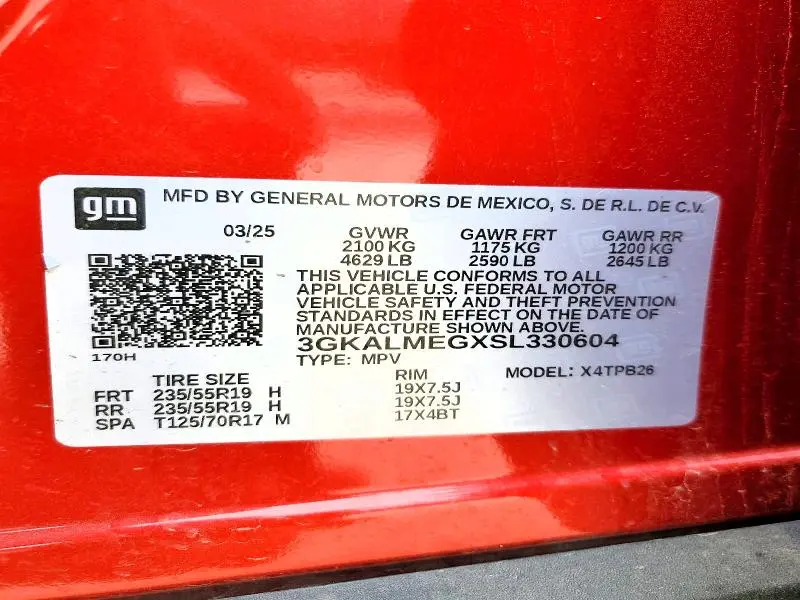 gm MFD BY GENERAL MOTORS DE MEXICO, S. DE R.L. DE C.V.
03/25 GVWR GAWR FRT GAWR RR
2100 KG 1175 KG 1200 KG
4629 LB 2590 LB 2645 LB
THIS VEHICLE CONFORMS TO ALL
APPLICABLE U.S. FEDERAL MOTOR
VEHICLE SAFETY AND THEFT PREVENTION
STANDARDS IN EFFECT ON THE DATE OF
MANUFACTURE SHOWN ABOVE.
3GKALMEGXSL330604
170H TYPE: MPV MODEL: X4TPB26
TIRE SIZE RIM
FRT 235/55R19 H 19X7.5J
RR 235/55R19 H 19X7.5J
SPA T125/70R17 M 17X4BT